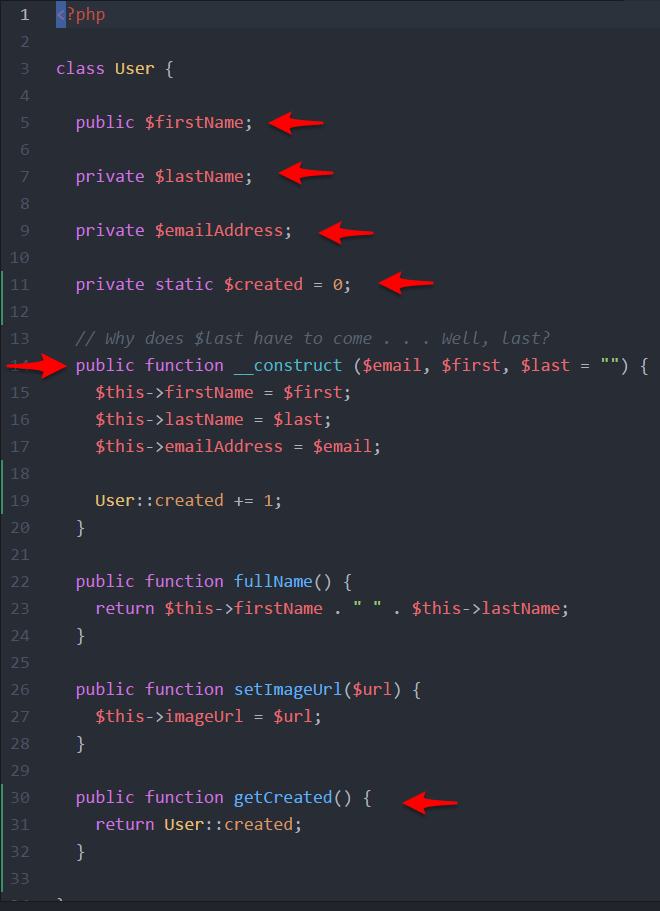 1 <?php
2
3 class User {
4
5 public $firstName;
6
7 private $lastName;
8
9 private $emailAddress;
10
11 private static $created = 0;
12
13 // Why does $last have to come . . . Well, last?
14 public function __construct ($email, $first, $last = "") {
15 $this->firstName = $first;
16 $this->lastName = $last;
17 $this->emailAddress = $email;
18
19 User::created += 1;
20 }
21
22 public function fullName() {
23 return $this->firstName . " " . $this->lastName;
24 }
25
26 public function setImageUrl($url) {
27 $this->imageUrl = $url;
28 }
29
30 public function getCreated() {
31 return User::created;
32 }
33